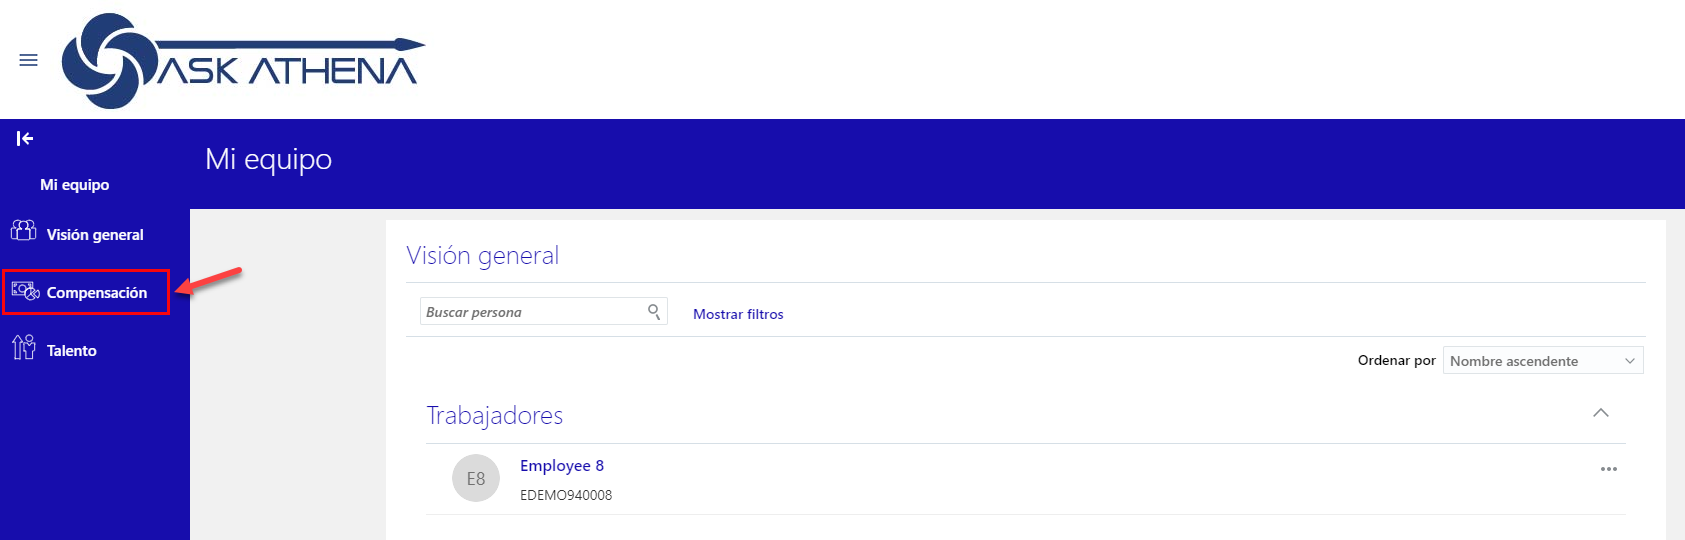 ASK ATHENA
Mi equipo
Mi equipo
Visión general
Compensación
Talento
Visión general
Buscar persona
Mostrar filtros
Ordenar por
Nombre ascendente
Trabajadores
E8
Employee 8
EDEMO940008